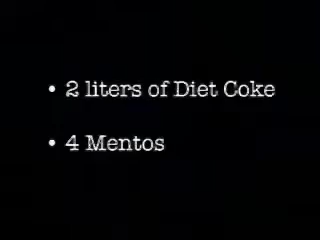 • 2 liters of Diet Coke
• 4 Mentos